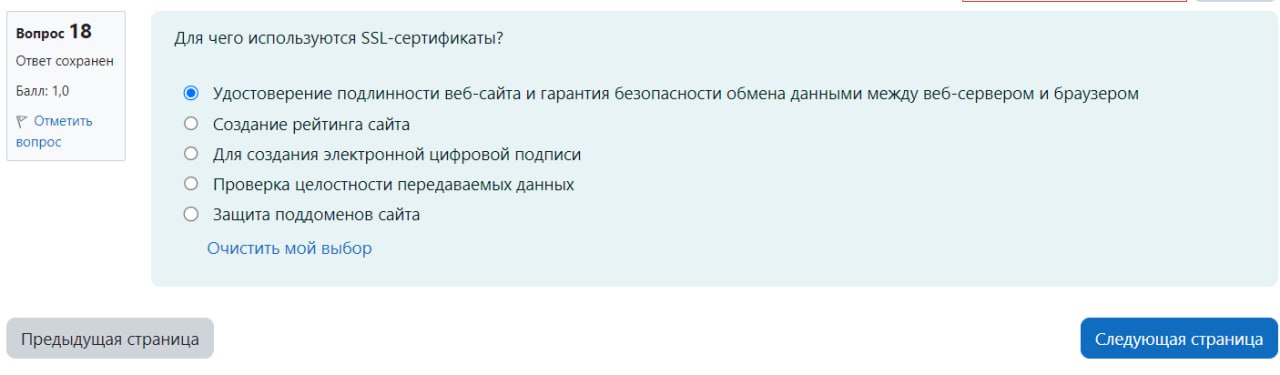 Вопрос 18
Ответ сохранен
Балл: 1,0
Отметить
вопрос
Для чего используются SSL-сертификаты?
Удостоверение подлинности веб-сайта и гарантия безопасности обмена данными между веб-сервером и браузером
Создание рейтинга сайта
Для создания электронной цифровой подписи
Проверка целостности передаваемых данных
Защита поддоменов сайта
Очистить мой выбор
Предыдущая страница
Следующая страница